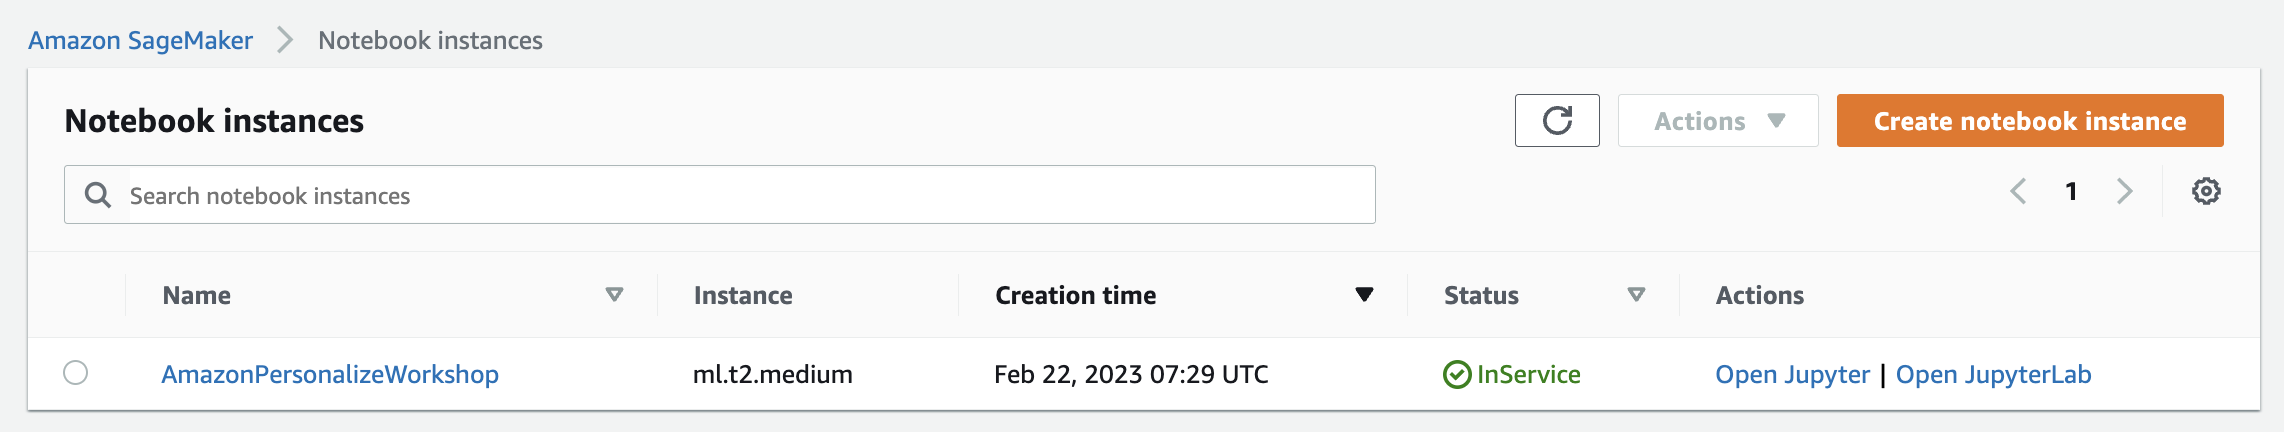 Amazon SageMaker > Notebook instances
Notebook instances
Actions
Create notebook instance
Search notebook instances
1
Name Instance Creation time Status Actions
AmazonPersonalizeWorkshop ml.t2.medium Feb 22, 2023 07:29 UTC InService Open Jupyter | Open JupyterLab